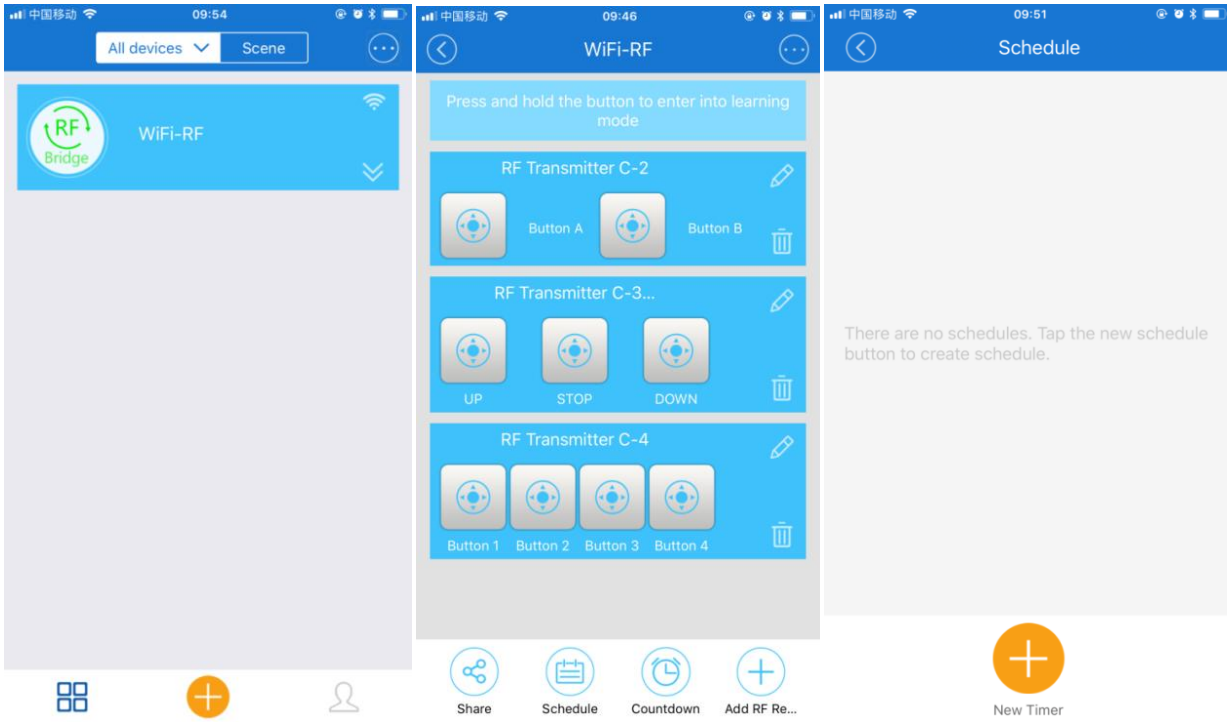 中国移动 09:54
All devices Scene
RF
Bridge
WiFi-RF
中国移动 09:46
WiFi-RF
Press and hold the button to enter into learning
mode
RF Transmitter C-2
Button A Button B
RF Transmitter C-3...
UP STOP DOWN
RF Transmitter C-4
Button 1 Button 2 Button 3 Button 4
Share Schedule Countdown Add RF Re...
中国移动 09:51
Schedule
There are no schedules. Tap the new schedule
button to create schedule.
New Timer